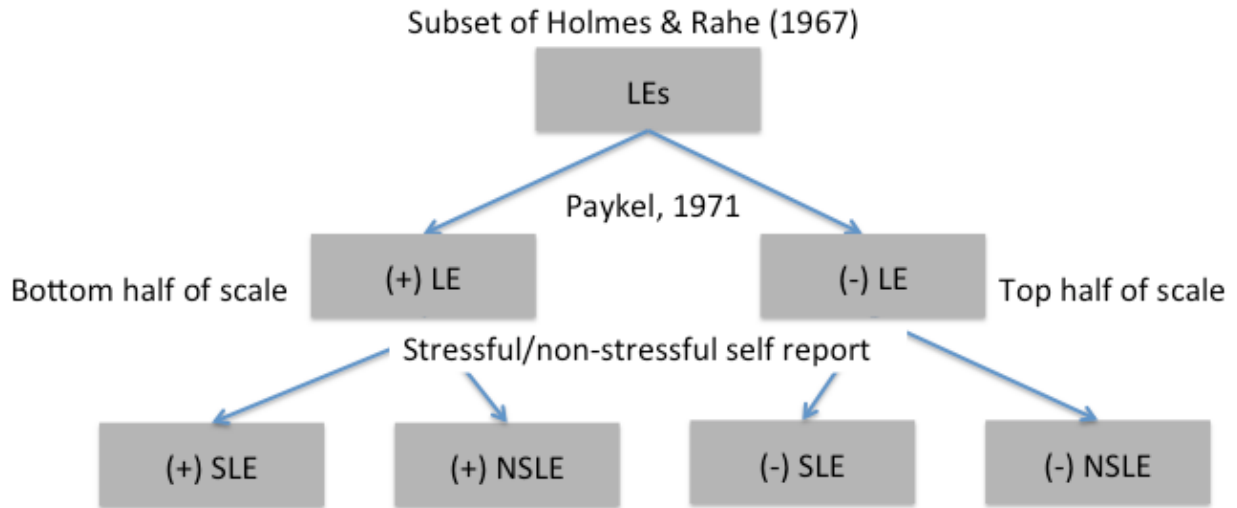 Subset of Holmes & Rahe (1967)
LEs
Paykel, 1971
Bottom half of scale
(+) LE
(-) LE
Top half of scale
Stressful/non-stressful self report
(+) SLE
(+) NSLE
(-) SLE
(-) NSLE